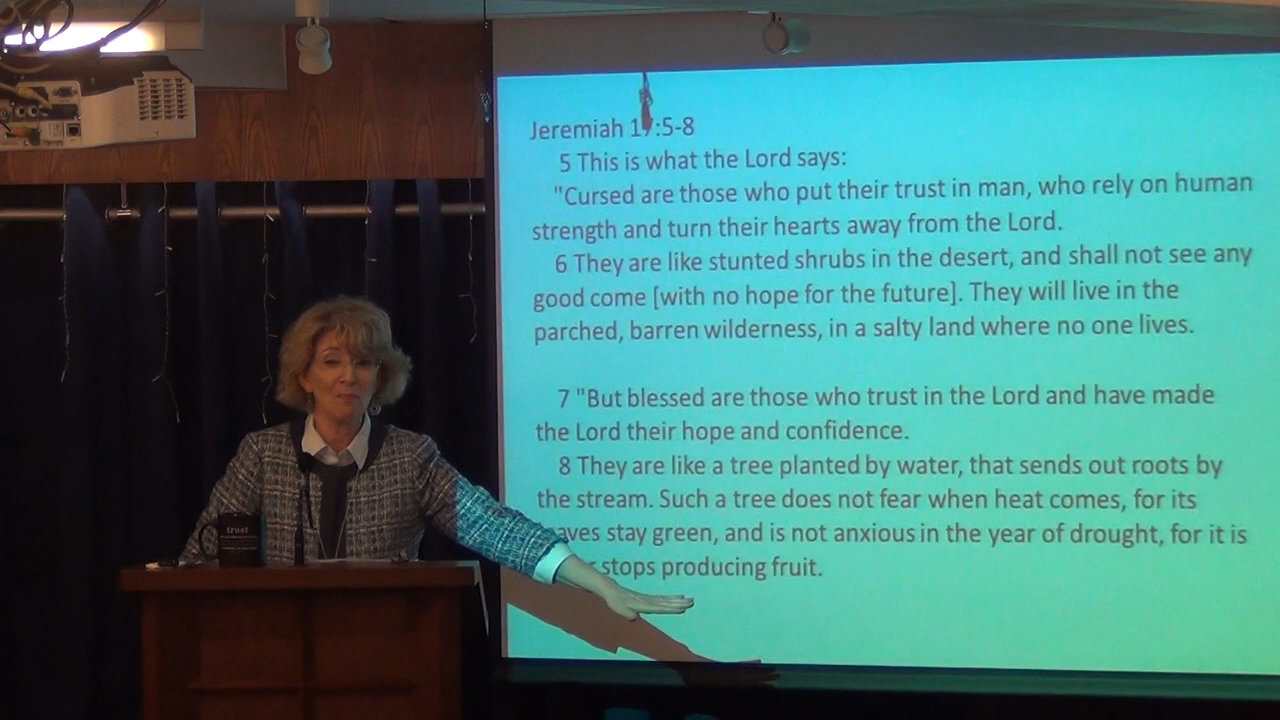 Jeremiah 17:5-8
5 This is what the Lord says:
"Cursed are those who put their trust in man, who rely on human
strength and turn their hearts away from the Lord.
6 They are like stunted shrubs in the desert, and shall not see any
good come [with no hope for the future]. They will live in the
parched, barren wilderness, in a salty land where no one lives.
7 "But blessed are those who trust in the Lord and have made
the Lord their hope and confidence.
8 They are like a tree planted by water, that sends out roots by
the stream. Such a tree does not fear when heat comes, for its
stay green, and is not anxious in the year of drought, for it is
stops producing fruit.
trust